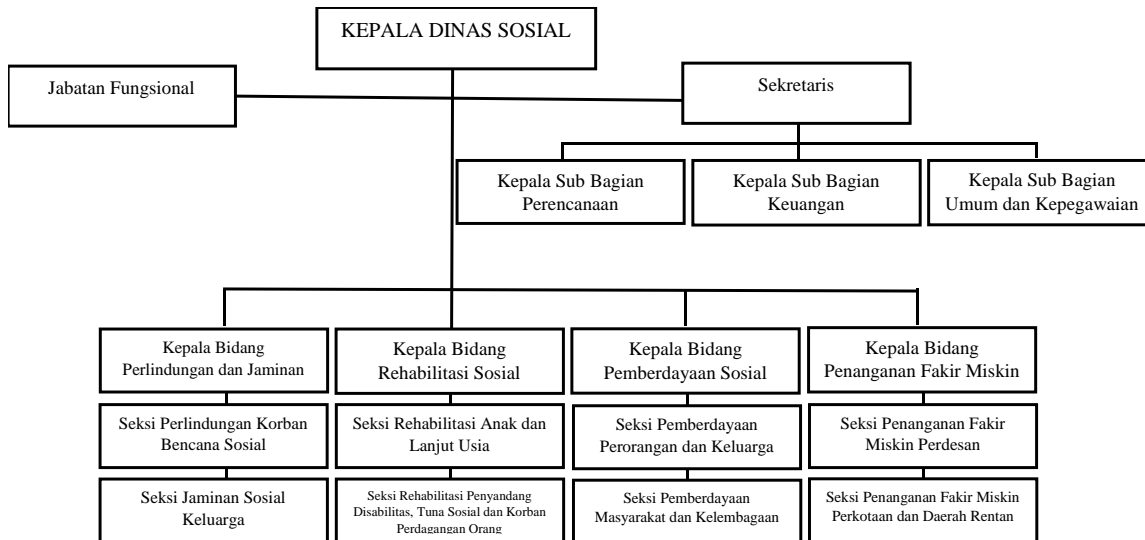 KEPALA DINAS SOSIAL
Jabatan Fungsional
Sekretaris
Kepala Sub Bagian
Perencanaan
Kepala Sub Bagian
Keuangan
Kepala Sub Bagian
Umum dan Kepegawaian
Kepala Bidang
Perlindungan dan Jaminan
Kepala Bidang
Rehabilitasi Sosial
Kepala Bidang
Pemberdayaan Sosial
Kepala Bidang
Penanganan Fakir Miskin
Seksi Perlindungan Korban
Bencana Sosial
Seksi Rehabilitasi Anak dan
Lanjut Usia
Seksi Pemberdayaan
Perorangan dan Keluarga
Seksi Penanganan Fakir
Miskin Perdesan
Seksi Jaminan Sosial
Keluarga
Seksi Rehabilitasi Penyandang
Disabilitas, Tuna Sosial dan Korban
Perdagangan Orang
Seksi Pemberdayaan
Masyarakat dan Kelembagaan
Seksi Penanganan Fakir Miskin
Perkotaan dan Daerah Rentan